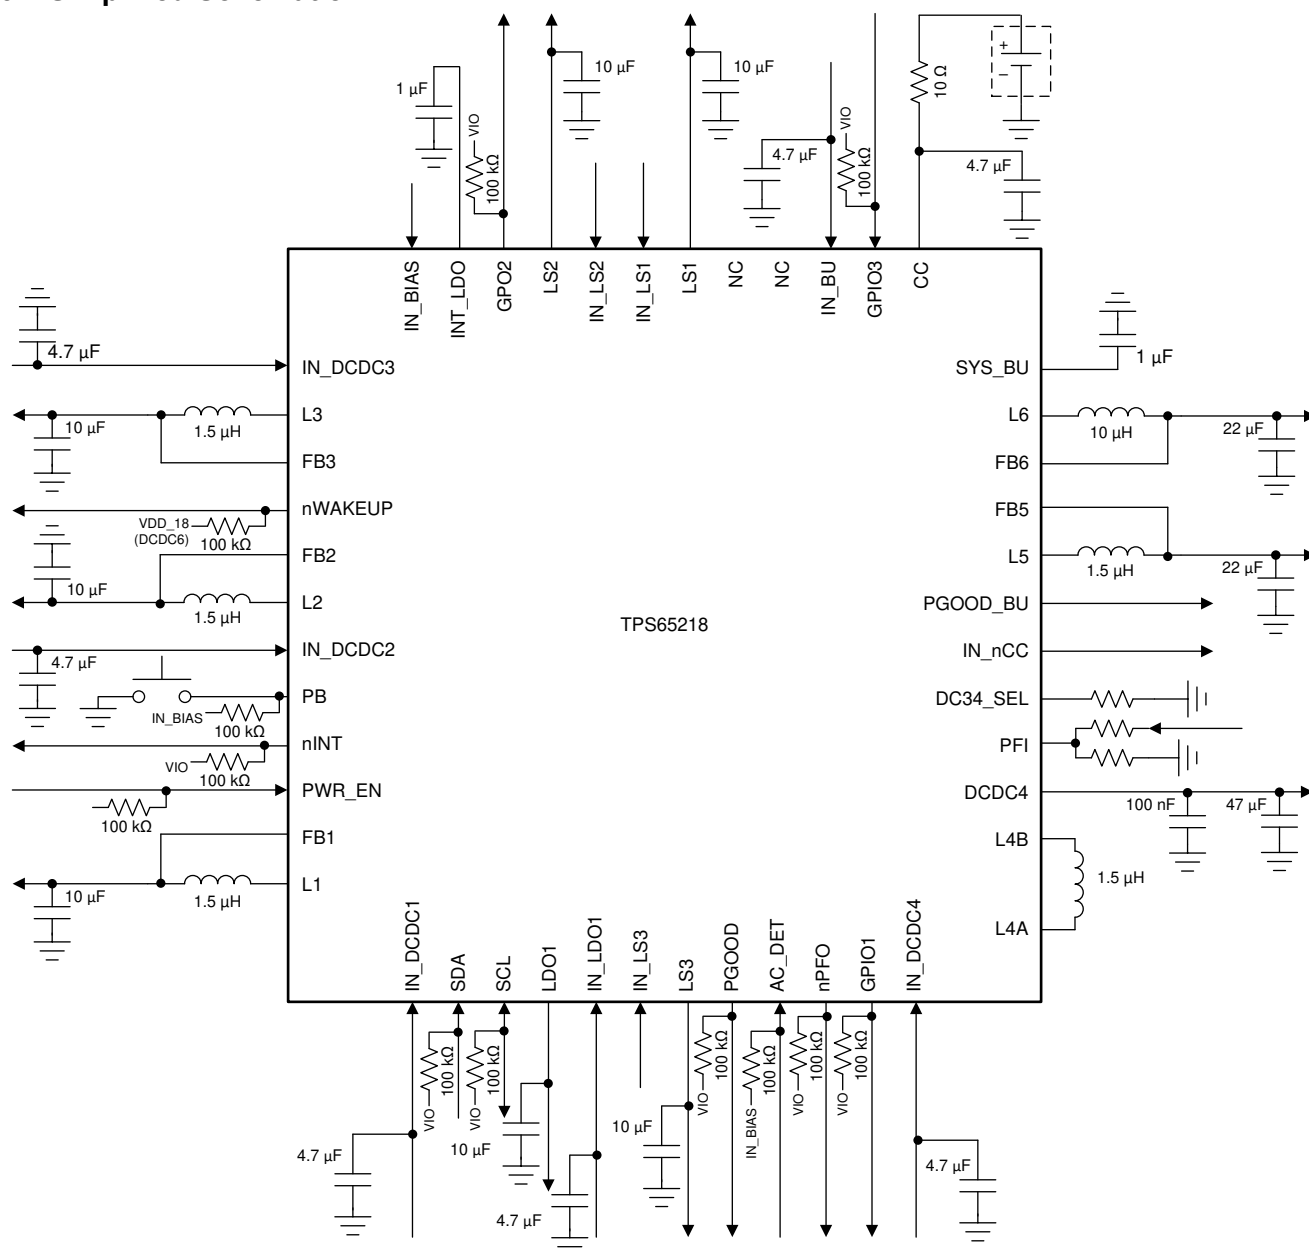 1 µF
VIO
100 kΩ
10 µF
10 µF
4.7 µF
VIO
100 kΩ
10 Ω
+
–
4.7 µF
IN_BIAS
INT_LDO
GPO2
LS2
IN_LS2
IN_LS1
LS1
NC
NC
IN_BU
GPIO3
CC
4.7 µF
IN_DCDC3
L3
10 µF
1.5 µH
FB3
nWAKEUP
VDD_18
(DCDC6)
100 kΩ
FB2
10 µF
L2
1.5 µH
IN_DCDC2
4.7 µF
PB
IN_BIAS
100 kΩ
nINT
VIO
100 kΩ
PWR_EN
100 kΩ
FB1
L1
10 µF
1.5 µH
TPS65218
SYS_BU
1 µF
L6
10 µH
22 µF
FB6
FB5
L5
1.5 µH
22 µF
PGOOD_BU
IN_nCC
DC34_SEL
PFI
DCDC4
100 nF
47 µF
L4B
1.5 µH
L4A
IN_DCDC1
SDA
SCL
LDO1
IN_LDO1
IN_LS3
LS3
PGOOD
AC_DET
nPFO
GPIO1
IN_DCDC4
100 kΩ
VIO
100 kΩ
VIO
100 kΩ
VIO
100 kΩ
IN_BIAS
100 kΩ
VIO
100 kΩ
VIO
4.7 µF
10 µF
4.7 µF
10 µF
4.7 µF